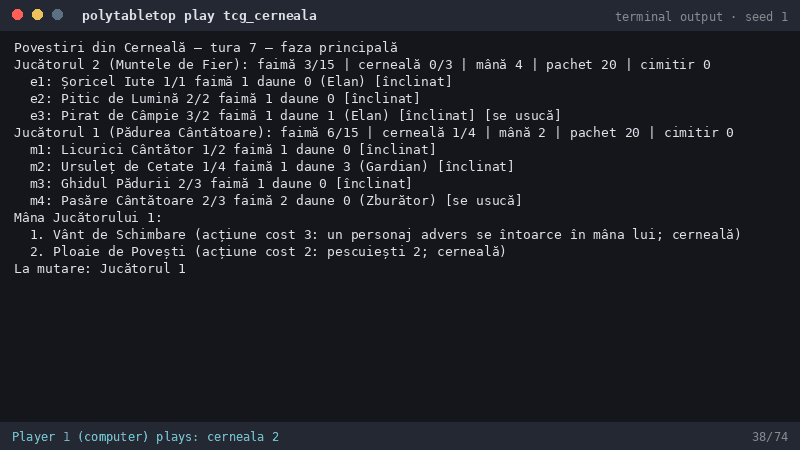 polytabletop play tcg_cerneala
terminal output · seed 1
Povestiri din Cerneală — tura 7 — faza principală
Jucătorul 2 (Muntele de Fier): faimă 3/15 | cerneală 0/3 | mână 4 | pachet 20 | cimitir 0
e1: Șoricel Iute 1/1 faimă 1 daune 0 (Elan) [înclinat]
e2: Pitic de Lumină 2/2 faimă 1 daune 0 [înclinat]
e3: Pirat de Câmpie 3/2 faimă 1 daune 1 (Elan) [înclinat] [se usucă]
Jucătorul 1 (Pădurea Cântătoare): faimă 6/15 | cerneală 1/4 | mână 2 | pachet 20 | cimitir 0
m1: Licurici Cântător 1/2 faimă 1 daune 0 [înclinat]
m2: Ursuleț de Cetate 1/4 faimă 1 daune 3 (Gardian) [înclinat]
m3: Ghidul Pădurii 2/3 faimă 1 daune 0 [înclinat]
m4: Pasăre Cântătoare 2/3 faimă 2 daune 0 (Zburător) [se usucă]
Mâna Jucătorului 1:
1. Vânt de Schimbare (acțiune cost 3: un personaj advers se întoarce în mâna lui; cerneală)
2. Ploaie de Povești (acțiune cost 2: pescuiești 2; cerneală)
La mutare: Jucătorul 1
Player 1 (computer) plays: cerneala 2
38/74